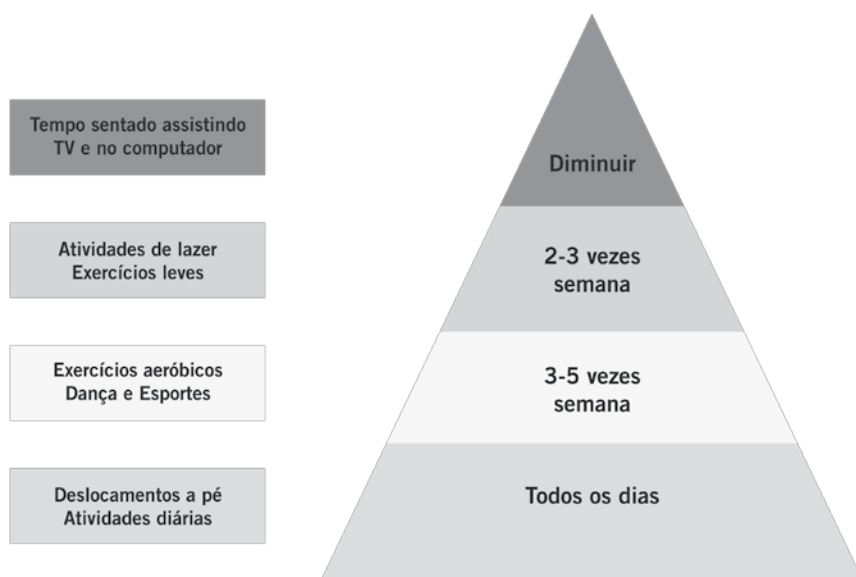 Tempo sentado assistindo
TV e no computador
Diminuir
Atividades de lazer
Exercícios leves
2-3 vezes
semana
Exercícios aeróbicos
Dança e Esportes
3-5 vezes
semana
Deslocamentos a pé
Atividades diárias
Todos os dias